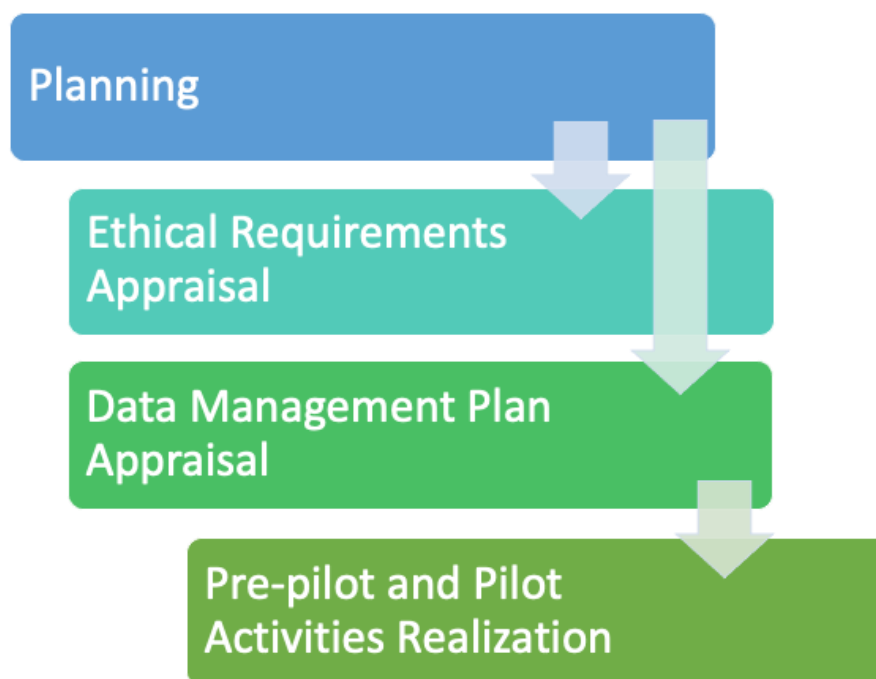 Planning
Ethical Requirements
Appraisal
Data Management Plan
Appraisal
Pre-pilot and Pilot
Activities Realization